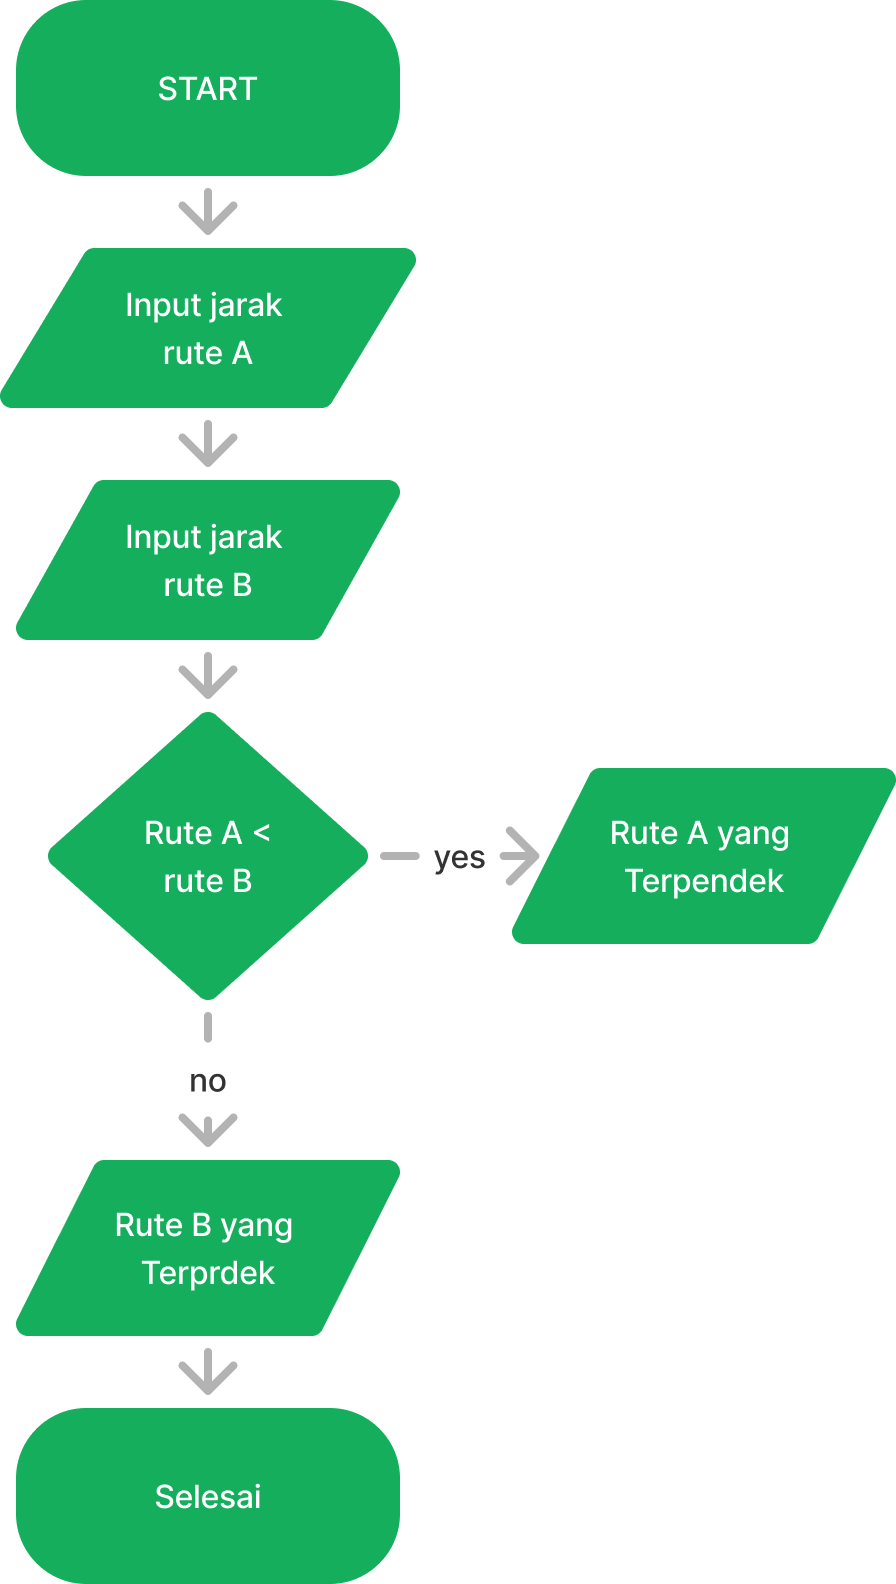 START
Input jarak
rute A
Input jarak
rute B
Rute A <
rute B
yes
Rute A yang
Terpendek
no
Rute B yang
Terprdek
Selesai